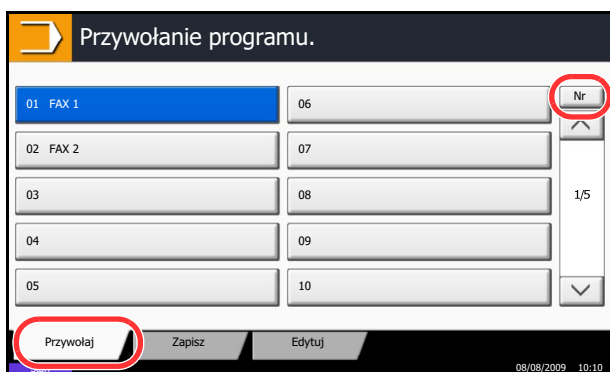 Przywołanie programu.
01 FAX 1
06
Nr
02 FAX 2
07
03
08
1/5
04
09
05
10
Przywołaj
Zapisz
Edytuj
08/08/2009 10:10